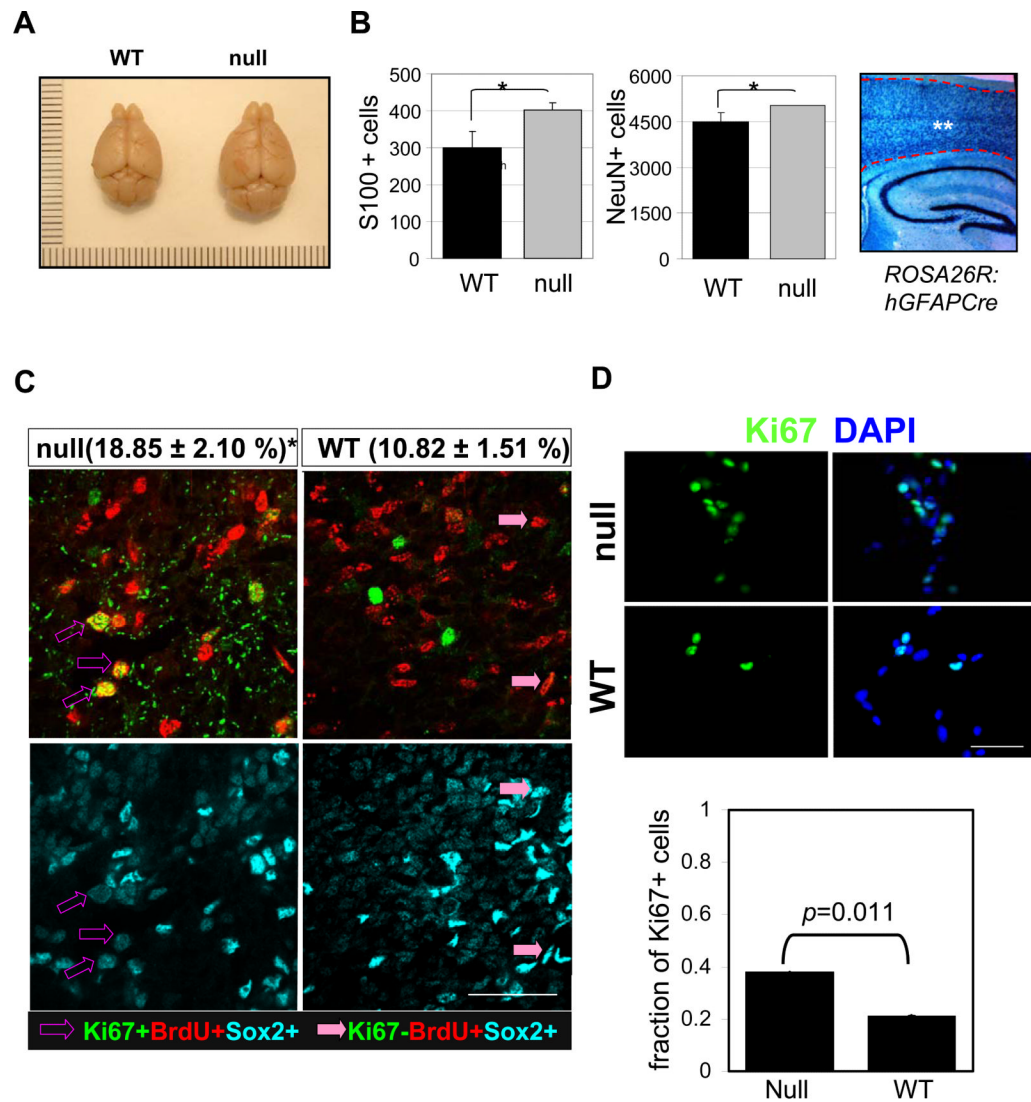 A
WT null
B
S100 + cells
500
400
300
200
100
0
*
n
WT null
NeuN+ cells
6000
4500
3000
1500
0
*
WT null
**
ROSA26R:
hGFAPCre
C
null(18.85 ± 2.10 %)* WT (10.82 ± 1.51 %)
Ki67+BrdU+Sox2+ Ki67-BrdU+Sox2+
D
Ki67 DAPI
null
WT
fraction of Ki67+ cells
1
0.8
0.6
0.4
0.2
0
p=0.011
Null WT